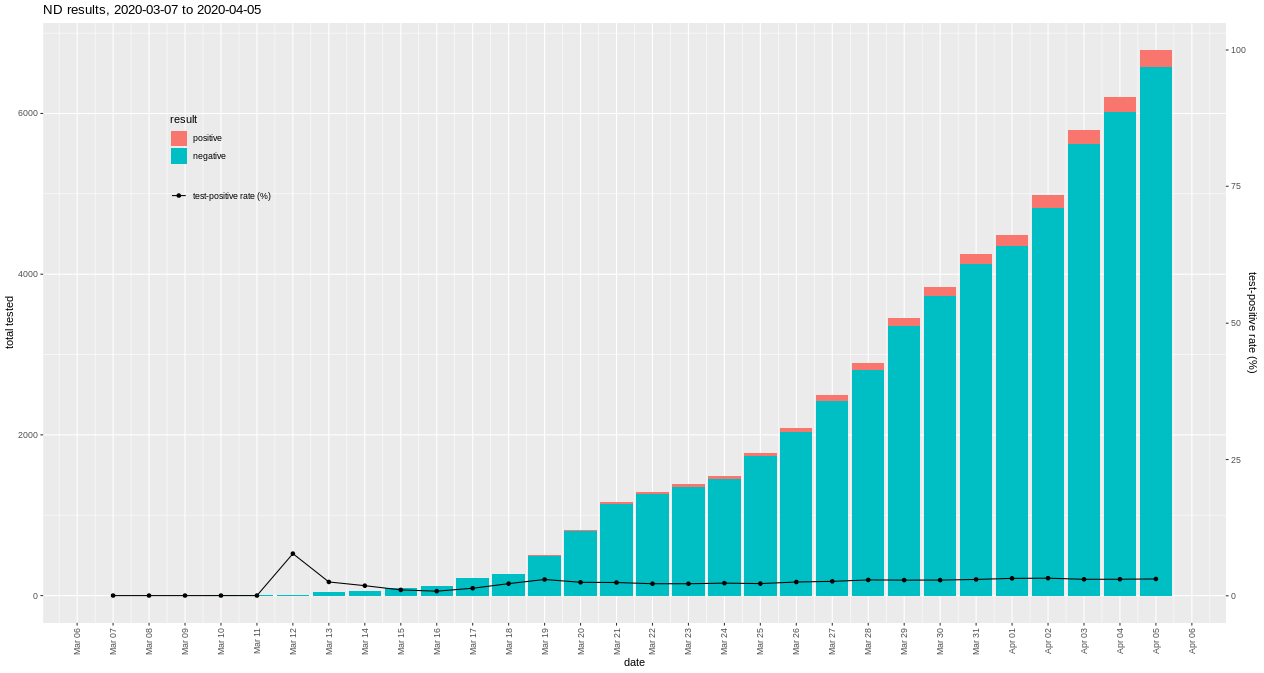 ND results, 2020-03-07 to 2020-04-05
total tested
6000
4000
2000
0
result
positive
negative
test-positive rate (%)
100
75
50
25
0
test-positive rate (%)
Mar 06
Mar 07
Mar 08
Mar 09
Mar 10
Mar 11
Mar 12
Mar 13
Mar 14
Mar 15
Mar 16
Mar 17
Mar 18
Mar 19
Mar 20
Mar 21
Mar 22
Mar 23
Mar 24
Mar 25
Mar 26
Mar 27
Mar 28
Mar 29
Mar 30
Mar 31
Apr 01
Apr 02
Apr 03
Apr 04
Apr 05
Apr 06
date